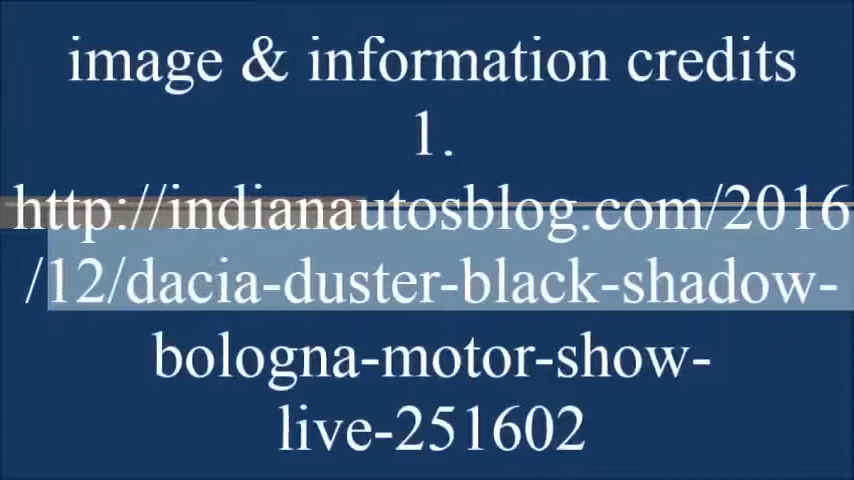 image & information credits
1.
http://indianautosblog.com/2016
/12/dacia-duster-black-shadow-
bologna-motor-show-
live-251602